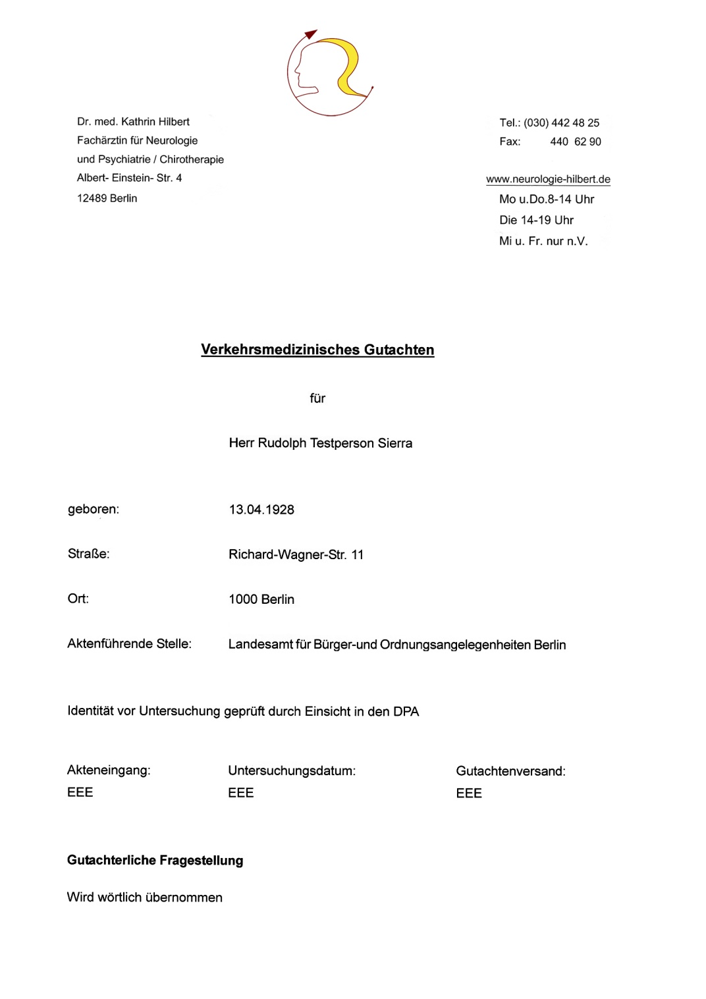 Dr. med. Kathrin Hilbert
Fachärztin für Neurologie
und Psychiatrie / Chirotherapie
Albert- Einstein- Str. 4
12489 Berlin
Tel.: (030) 442 48 25
Fax: 440 62 90
www.neurologie-hilbert.de
Mo u.Do.8-14 Uhr
Die 14-19 Uhr
Mi u. Fr. nur n.V.
Verkehrsmedizinisches Gutachten
für
Herr Rudolph Testperson Sierra
geboren: 13.04.1928
Straße: Richard-Wagner-Str. 11
Ort: 1000 Berlin
Aktenführende Stelle: Landesamt für Bürger-und Ordnungsangelegenheiten Berlin
Identität vor Untersuchung geprüft durch Einsicht in den DPA
Akteneingang: Untersuchungsdatum: Gutachtenversand:
EEE EEE EEE
Gutachterliche Fragestellung
Wird wörtlich übernommen